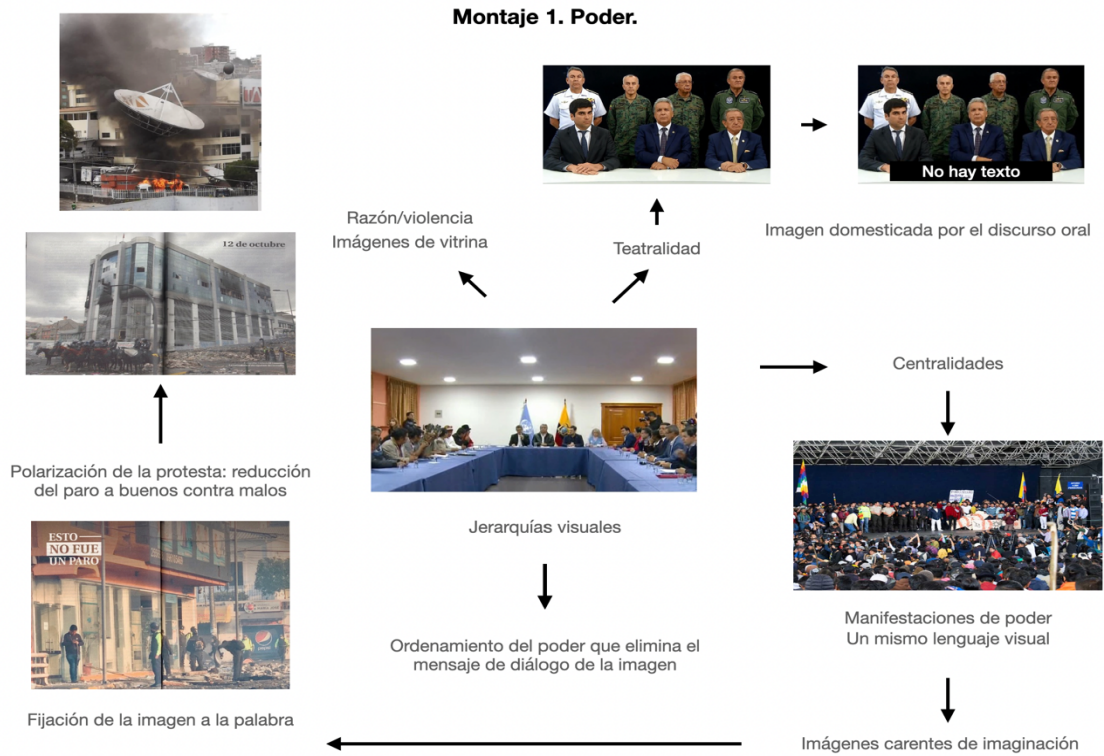 Montaje 1. Poder.
Razón/violencia
Imágenes de vitrina
Teatralidad
No hay texto
Imagen domesticada por el discurso oral
12 de octubre
Centralidades
Polarización de la protesta: reducción
del paro a buenos contra malos
Jerarquías visuales
ESTO
NO FUE
UN PARO
pepsi
Ordenamiento del poder que elimina el
mensaje de diálogo de la imagen
Manifestaciones de poder
Un mismo lenguaje visual
Fijación de la imagen a la palabra
Imágenes carentes de imaginación